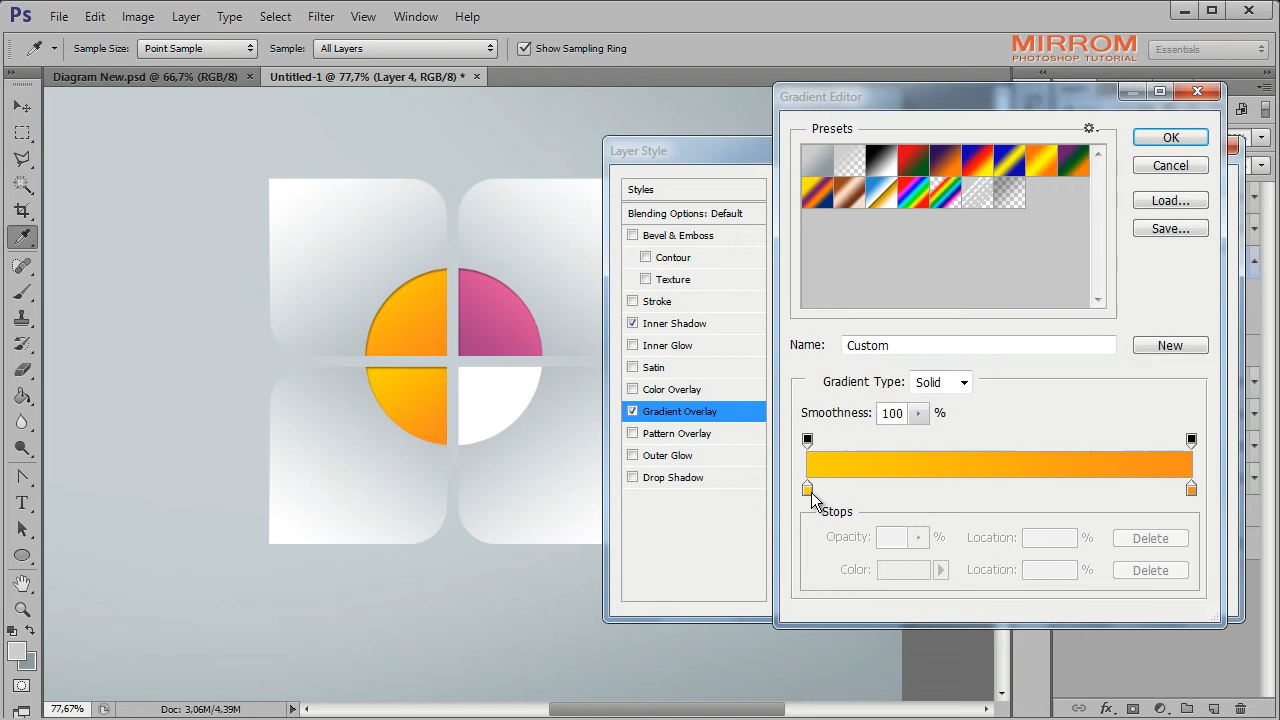 Ps File Edit Image Layer Type Select Filter View Window Help
Sample Size: Point Sample Sample: All Layers Show Sampling Ring
MIRROM
PHOTOSHOP TUTORIAL
Essentials
Diagram New.psd @ 66,7% (RGB/8) × Untitled-1 @ 77,7% (Layer 4, RGB/8) * ×
Gradient Editor
Presets
OK
Cancel
Load...
Save...
Name: Custom
New
Gradient Type: Solid
Smoothness: 100 %
Stops
Opacity: % Location: % Delete
Color: Location: % Delete
Layer Style
Styles
Blending Options: Default
Bevel & Emboss
Contour
Texture
Stroke
Inner Shadow
Inner Glow
Satin
Color Overlay
Gradient Overlay
Pattern Overlay
Outer Glow
Drop Shadow
77,67% Doc: 3,06M/4,39M
fx